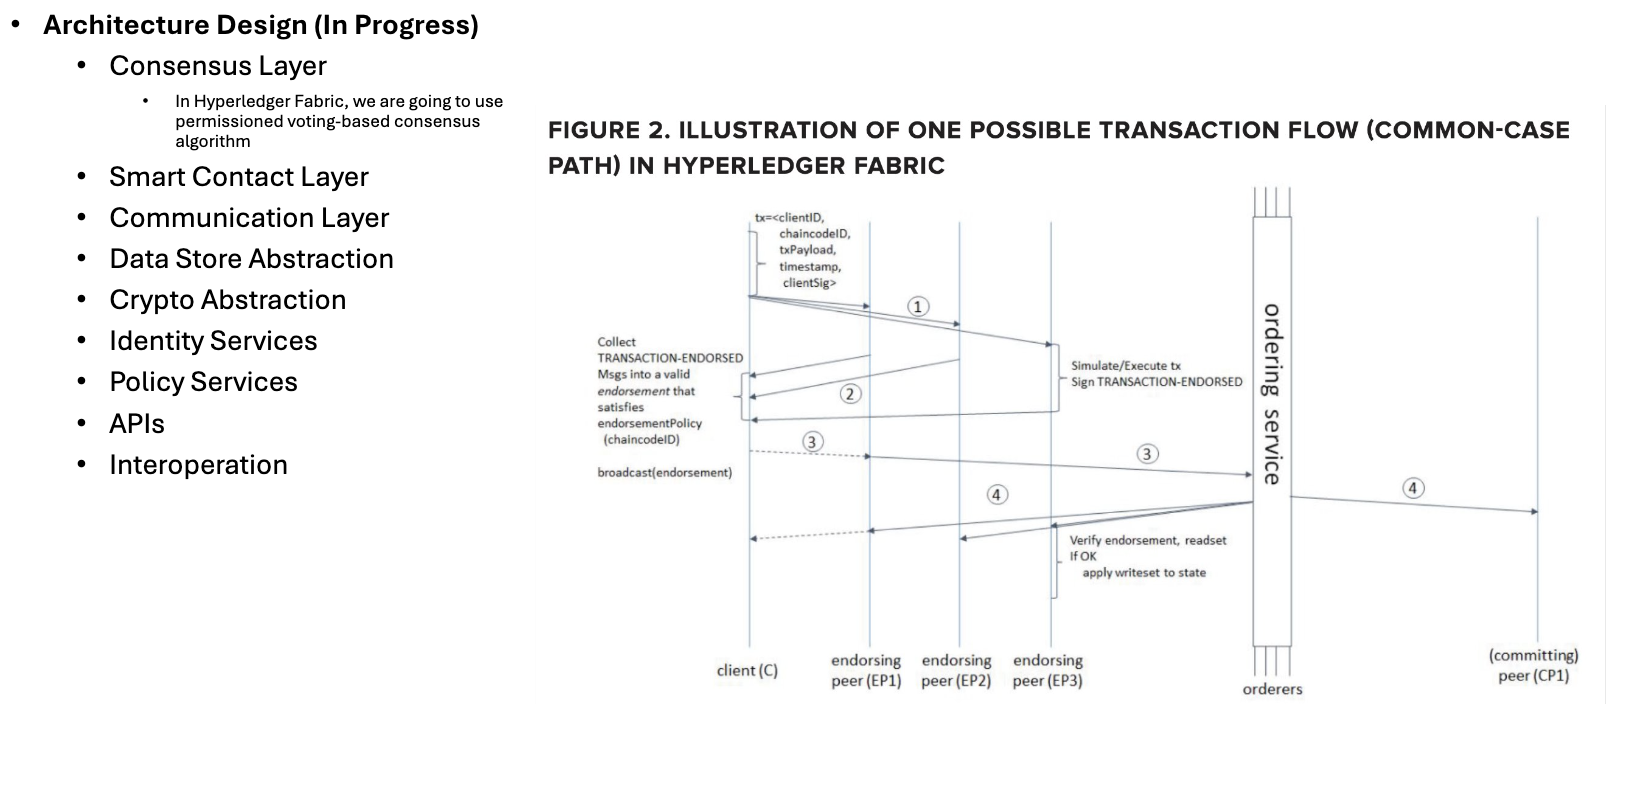 • Architecture Design (In Progress)
• Consensus Layer
• In Hyperledger Fabric, we are going to use
permissioned voting-based consensus
algorithm
• Smart Contact Layer
• Communication Layer
• Data Store Abstraction
• Crypto Abstraction
• Identity Services
• Policy Services
• APIs
• Interoperation
FIGURE 2. ILLUSTRATION OF ONE POSSIBLE TRANSACTION FLOW (COMMON-CASE
PATH) IN HYPERLEDGER FABRIC
tx=<clientID,
chaincodeID,
txPayload,
timestamp,
clientSig>
1
Collect
TRANSACTION-ENDORSED
Msgs into a valid
endorsement that
satisfies
endorsementPolicy
(chaincodeID)
2
Simulate/Execute tx
Sign TRANSACTION-ENDORSED
3
3
broadcast(endorsement)
4
4
Verify endorsement, readset
If OK
apply writeset to state
ordering service
client (C)
endorsing
peer (EP1)
endorsing
peer (EP2)
endorsing
peer (EP3)
orderers
(committing)
peer (CP1)